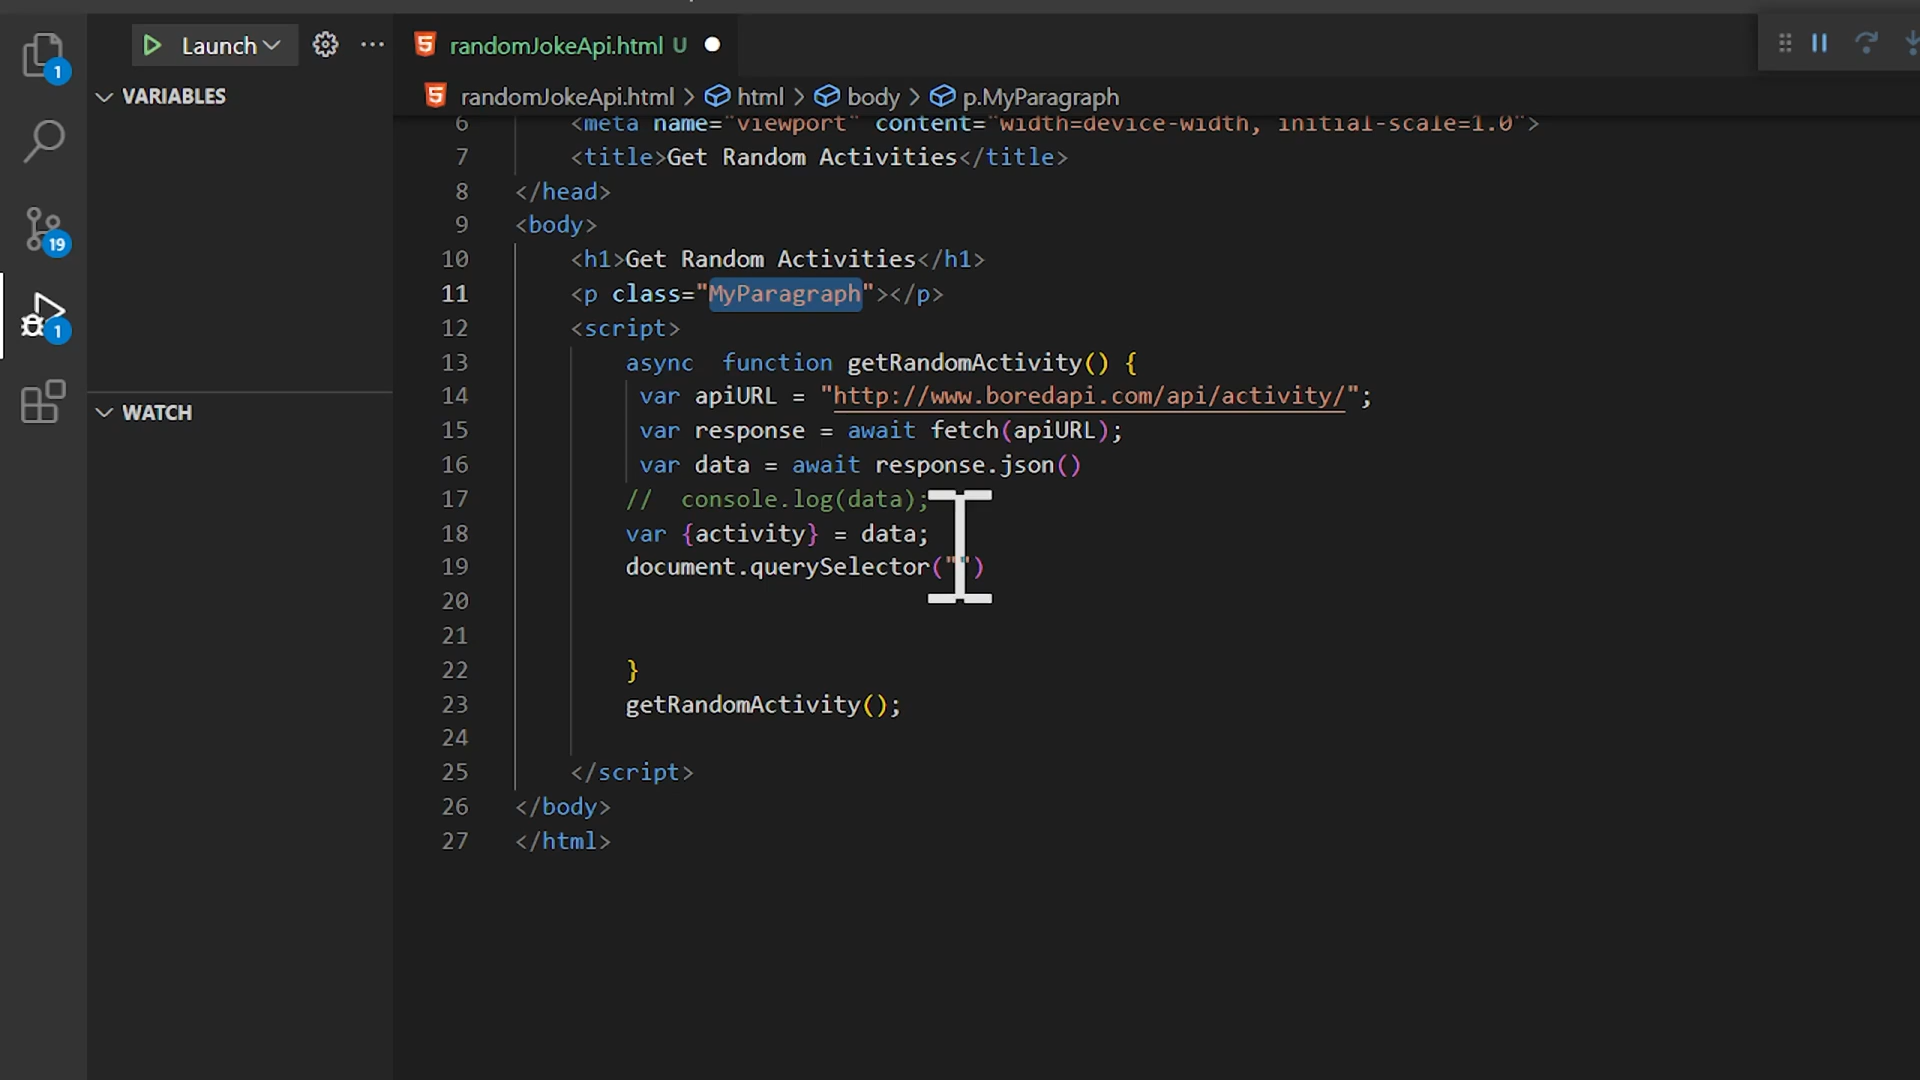 Launch
randomJokeApi.html U
VARIABLES
randomJokeApi.html > html > body > p.MyParagraph
6 <meta name="viewport" content="width=device-width, initial-scale=1.0">
7 <title>Get Random Activities</title>
8 </head>
9 <body>
10 <h1>Get Random Activities</h1>
11 <p class="MyParagraph"></p>
12 <script>
13 async  function getRandomActivity() {
14 var apiURL = "http://www.boredapi.com/api/activity/";
15 var response = await fetch(apiURL);
16 var data = await response.json()
17 //  console.log(data);
18 var {activity} = data;
19 document.querySelector("")
20
21
22 }
23 getRandomActivity();
24
25 </script>
26 </body>
27 </html>
WATCH
1
19
1